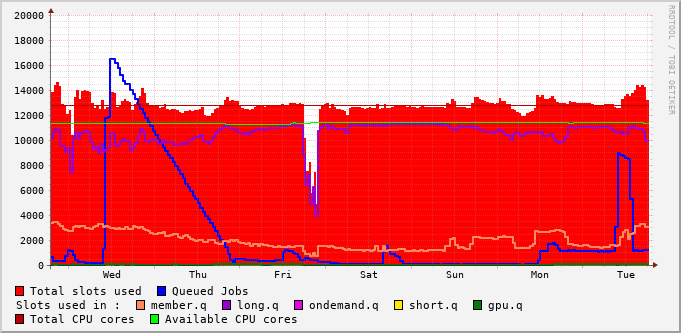 20000
18000
16000
14000
12000
10000
8000
6000
4000
2000
0
Wed Thu Fri Sat Sun Mon Tue
RRDTOOL / TOBI OETIKER
Total slots used Queued Jobs
Slots used in : member.q long.q ondemand.q short.q gpu.q
Total CPU cores Available CPU cores